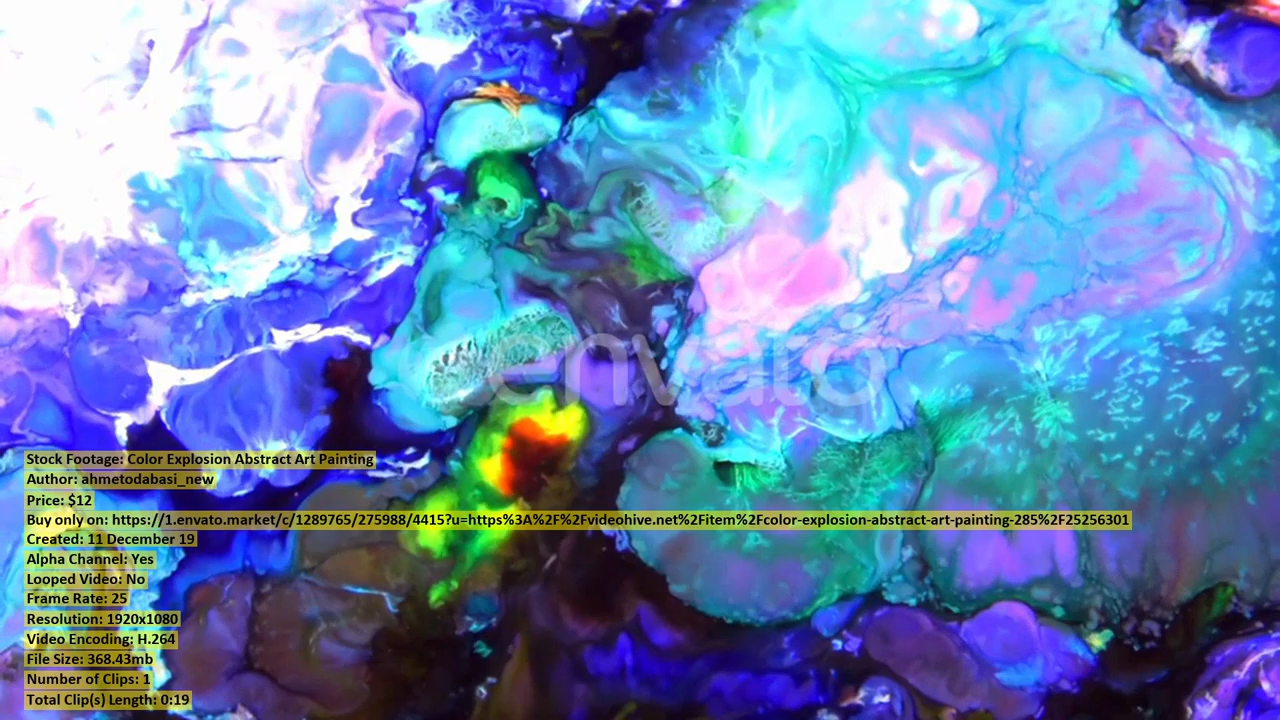 envato
Stock Footage: Color Explosion Abstract Art Painting
Author: ahmetodabasi_new
Price: $12
Buy only on: https://1.envato.market/c/1289765/275988/4415?u=https%3A%2F%2Fvideohive.net%2Fitem%2Fcolor-explosion-abstract-art-painting-285%2F25256301
Created: 11 December 19
Alpha Channel: Yes
Looped Video: No
Frame Rate: 25
Resolution: 1920x1080
Video Encoding: H.264
File Size: 368.43mb
Number of Clips: 1
Total Clip(s) Length: 0:19